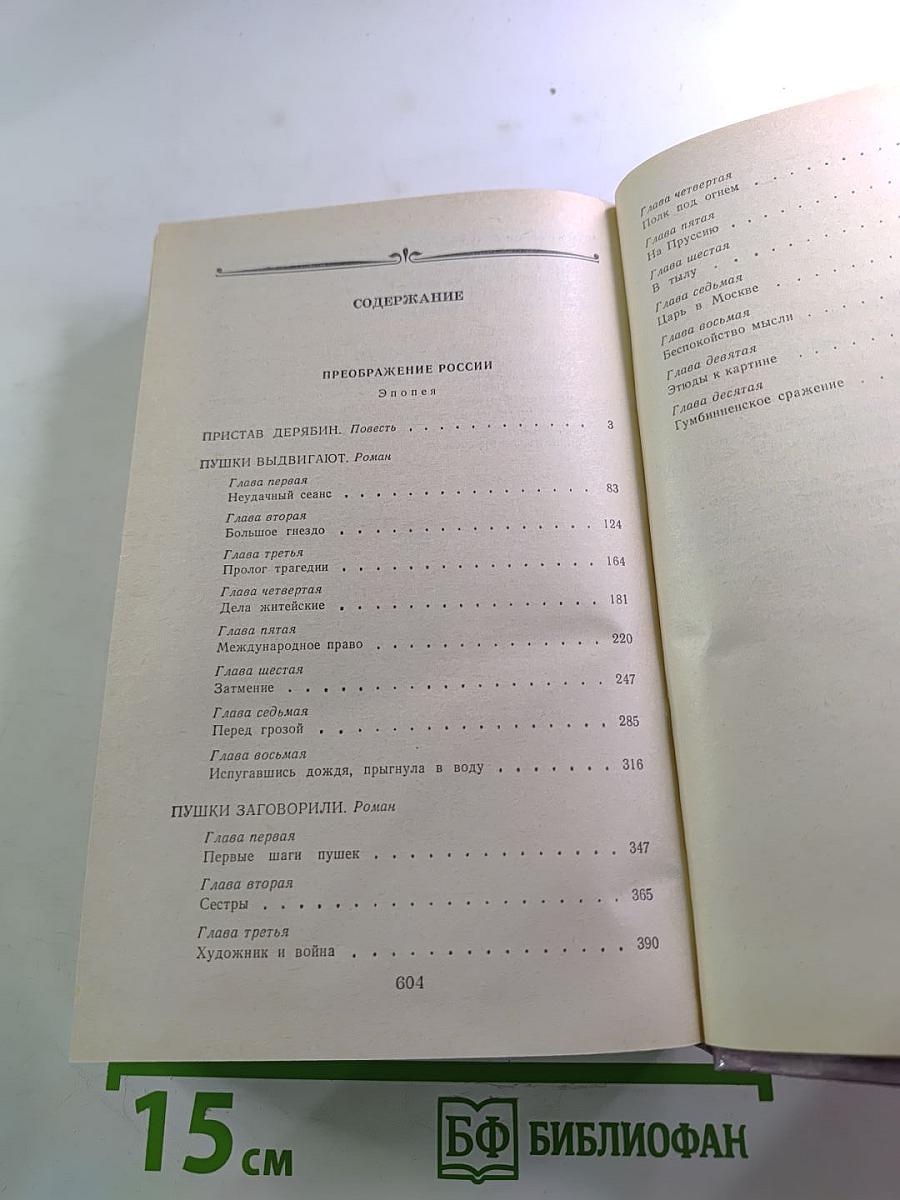 СОДЕРЖАНИЕ
ПРЕОБРАЖЕНИЕ РОССИИ
Эпопея
ПРИСТАВ ДЕРЯБИН. Повесть . . . . . . . . . . . . 3
ПУШКИ ВЫДВИГАЮТ. Роман
Глава первая
Неудачный сеанс . . . . . . . . . . . . . . . . 83
Глава вторая
Большое гнездо . . . . . . . . . . . . . . . . 124
Глава третья
Пролог трагедии . . . . . . . . . . . . . . . . 164
Глава четвертая
Дела житейские . . . . . . . . . . . . . . . . 181
Глава пятая
Международное право . . . . . . . . . . . . . . 220
Глава шестая
Затмение . . . . . . . . . . . . . . . . . . . 247
Глава седьмая
Перед грозой . . . . . . . . . . . . . . . . . 285
Глава восьмая
Испугавшись дождя, прыгнула в воду . . . . . . . 316
ПУШКИ ЗАГОВОРИЛИ. Роман
Глава первая
Первые шаги пушек . . . . . . . . . . . . . . . 347
Глава вторая
Сестры . . . . . . . . . . . . . . . . . . . . 365
Глава третья
Художник и война . . . . . . . . . . . . . . . 390
604
Глава четвертая
Полк под огнем . . . . . . . . . .
Глава пятая
На Пруссию . . . . . . . . . . .
Глава шестая
В тылу . . . . . . . . . . . .
Глава седьмая
Царь в Москве . . . . . . . . .
Глава восьмая
Беспокойство мысли . . . . . . .
Глава девятая
Этюды к картине . . . . . . . .
Глава десятая
Гумбинненское сражение . . .
15 см
БФ БИБЛИОФАН